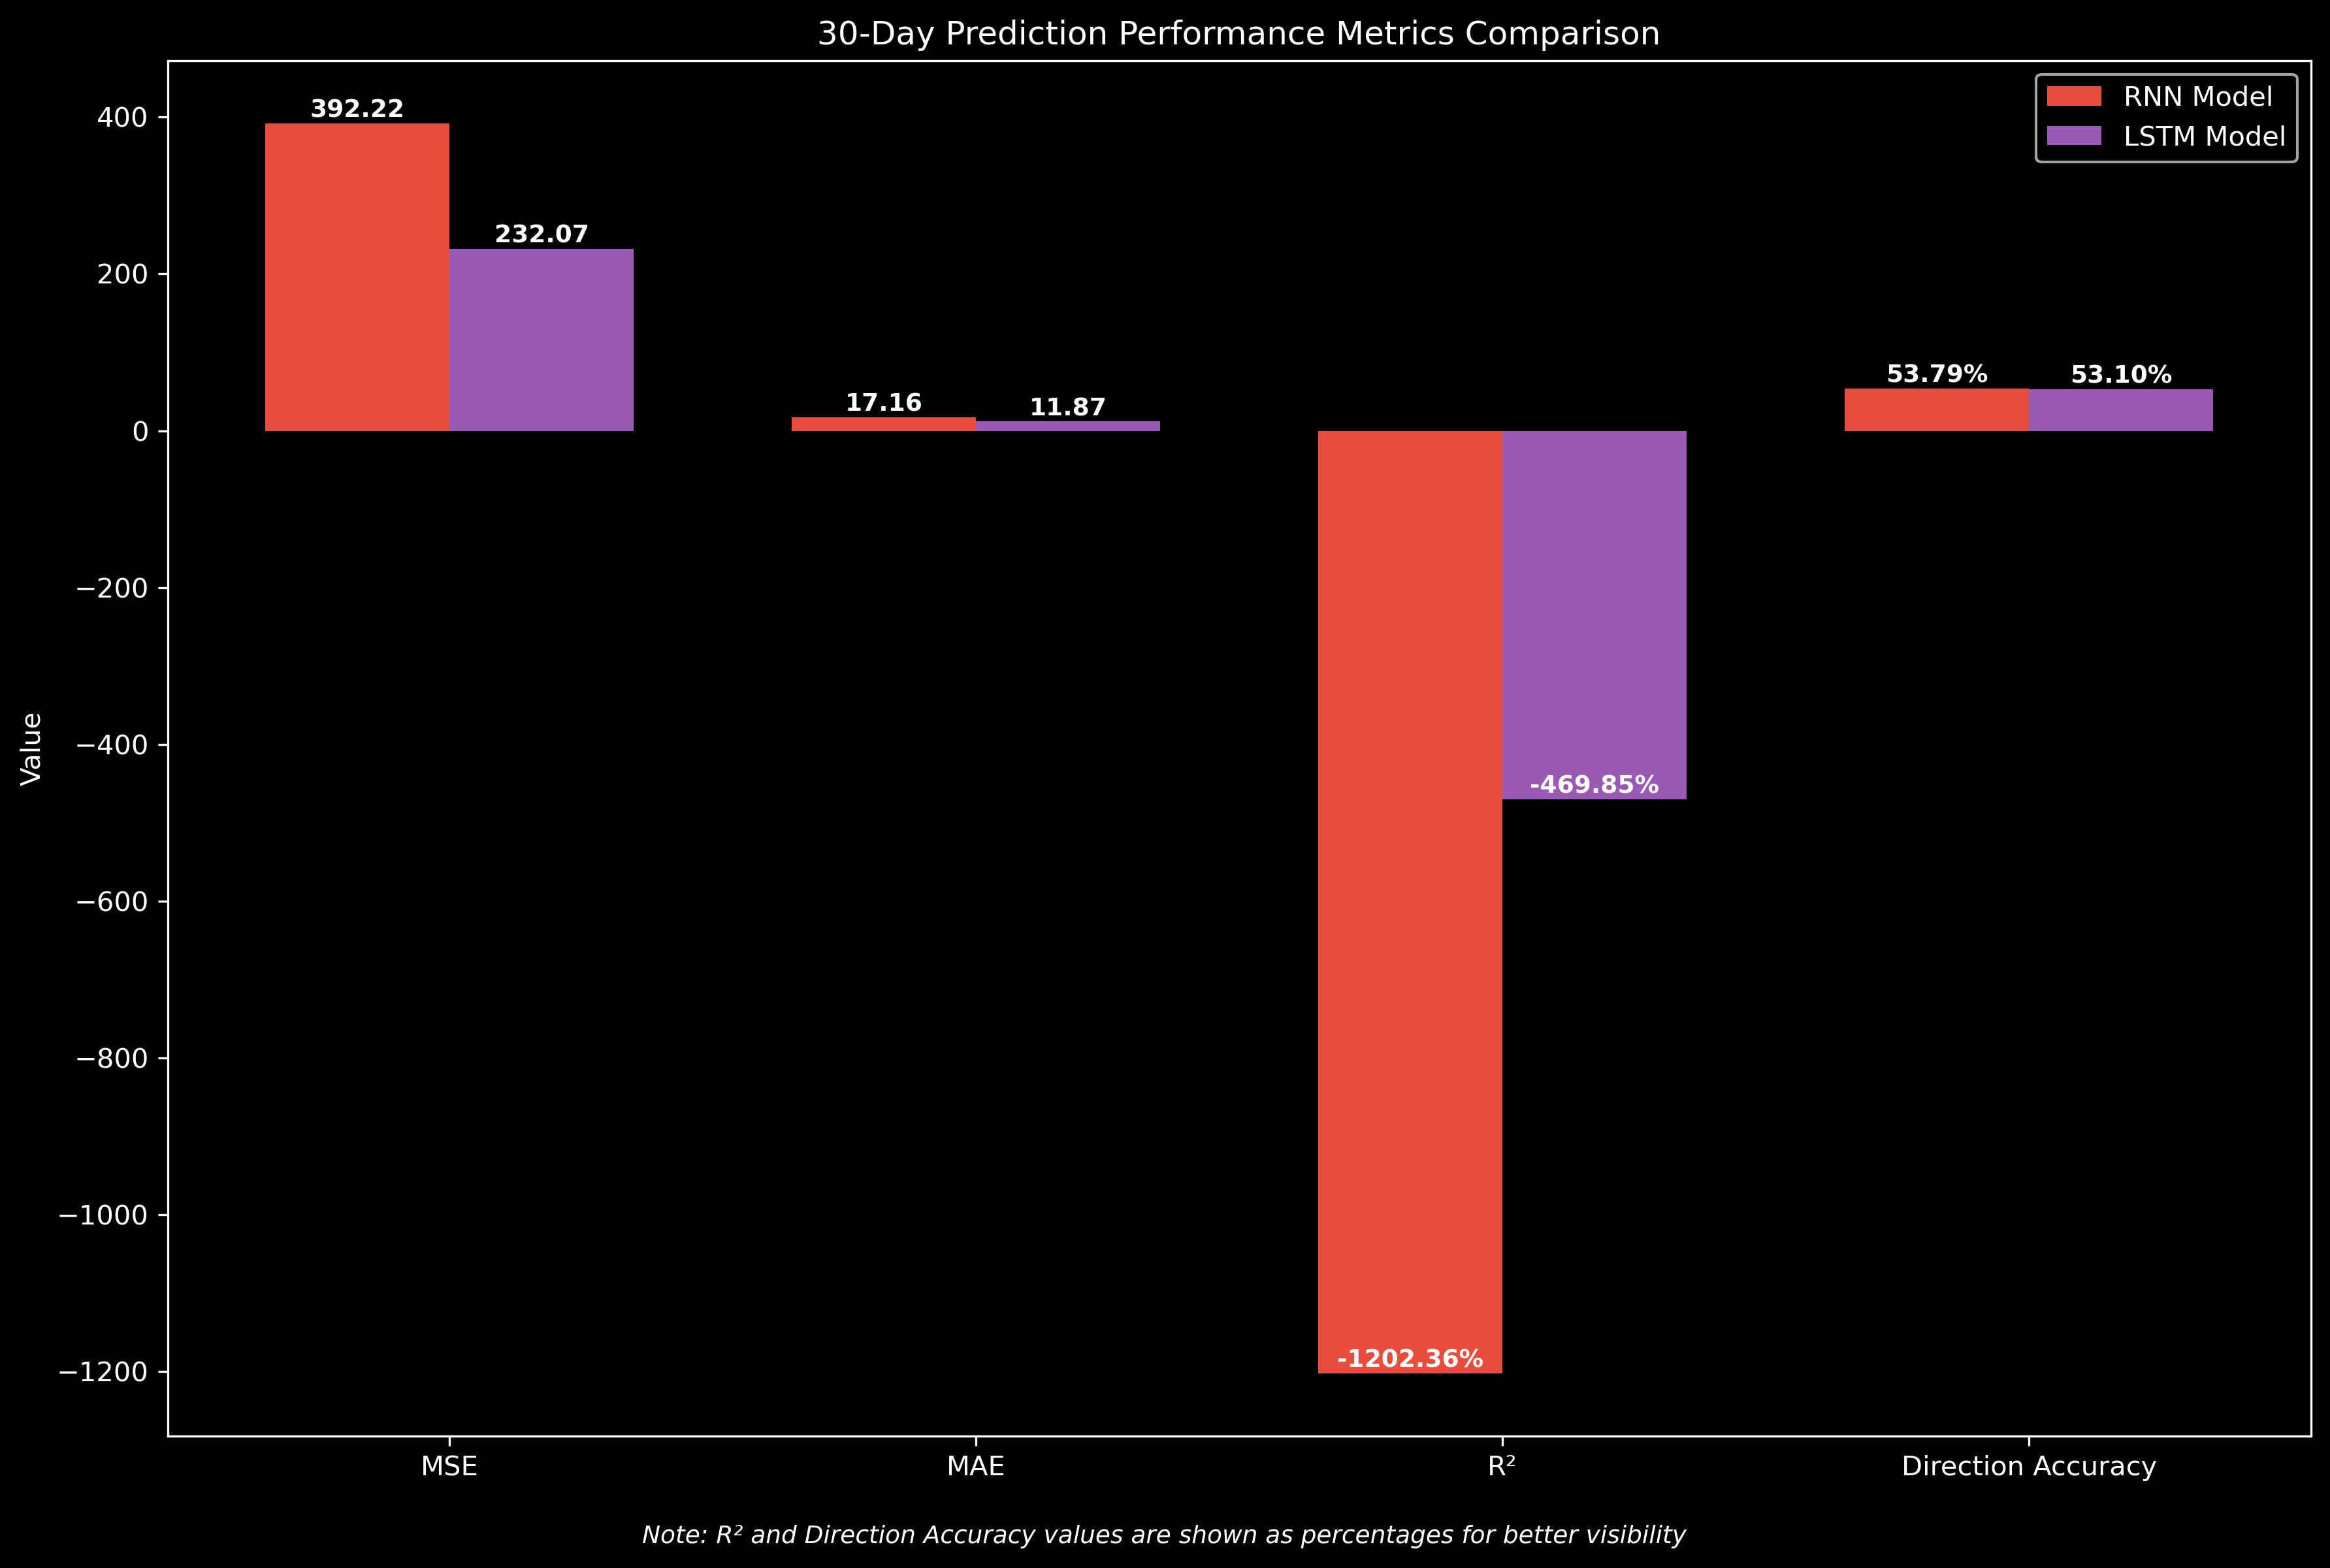 30-Day Prediction Performance Metrics Comparison
RNN Model
LSTM Model
Value
400
200
0
−200
−400
−600
−800
−1000
−1200
392.22
232.07
17.16
11.87
-1202.36%
-469.85%
53.79%
53.10%
MSE
MAE
R²
Direction Accuracy
Note: R² and Direction Accuracy values are shown as percentages for better visibility